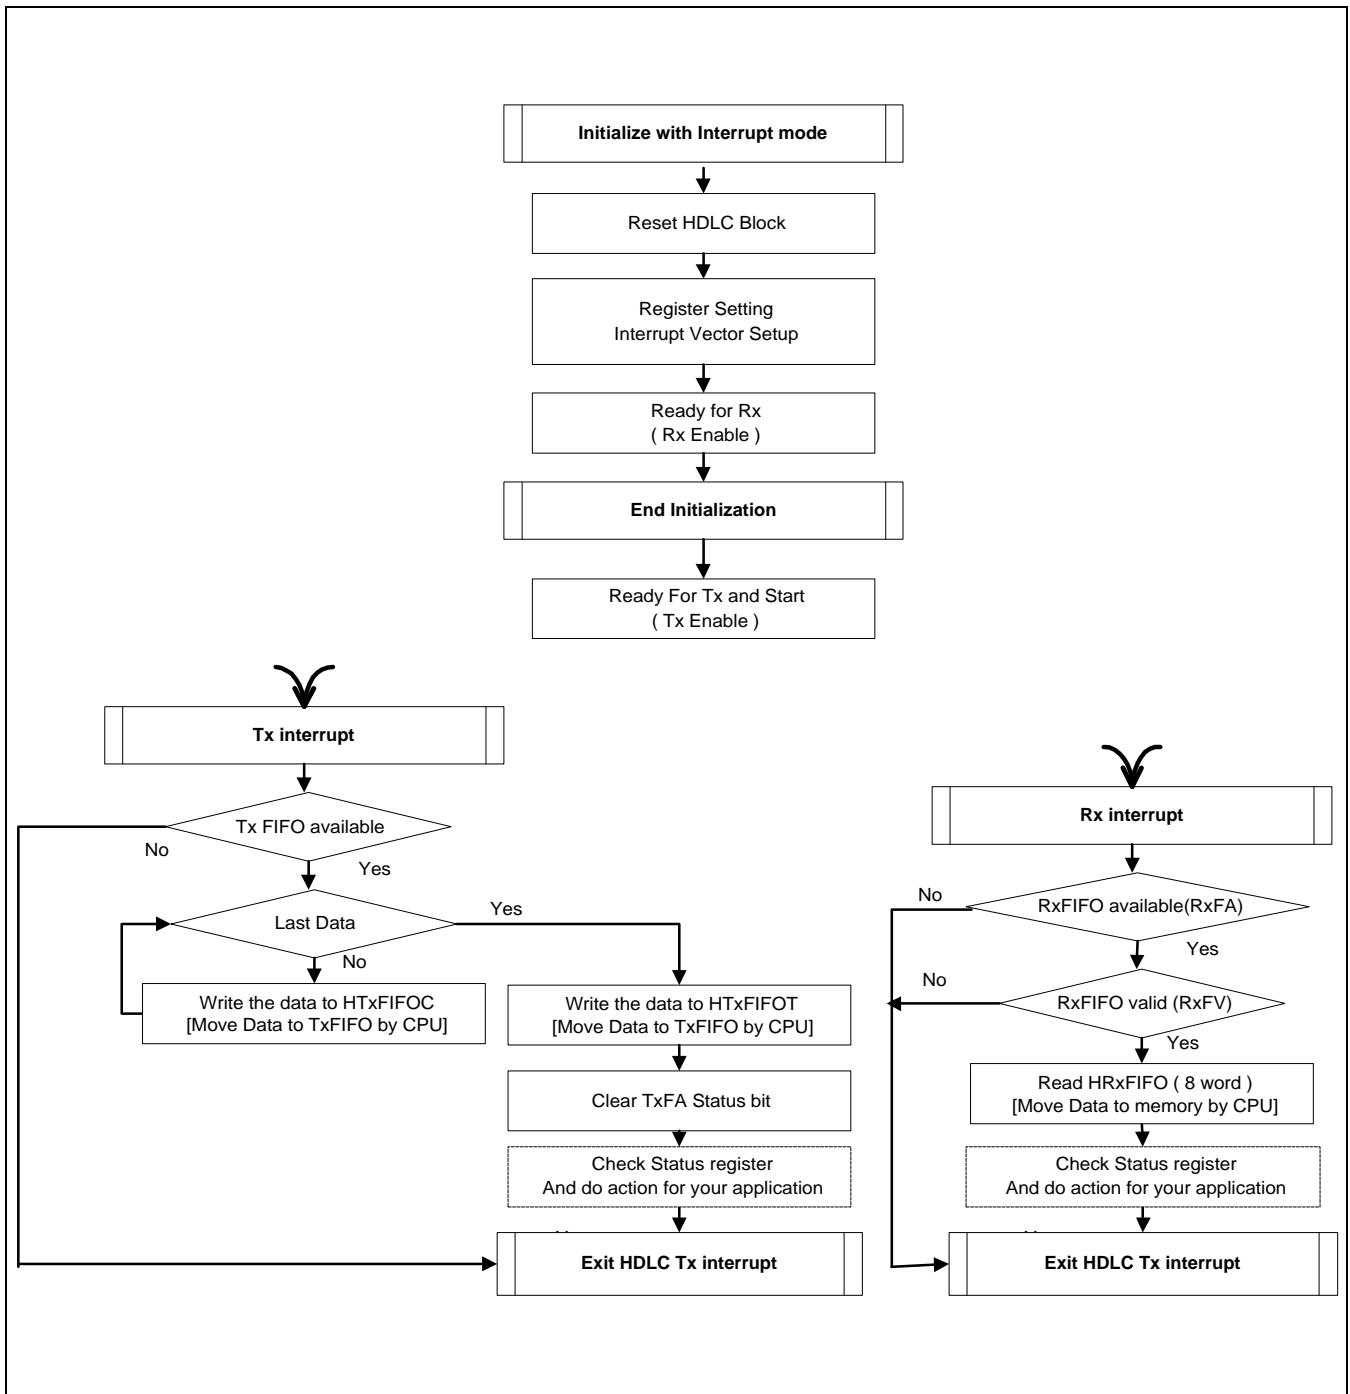 Initialize with Interrupt mode
Reset HDLC Block
Register Setting
Interrupt Vector Setup
Ready for Rx
( Rx Enable )
End Initialization
Ready For Tx and Start
( Tx Enable )
Tx interrupt
Tx FIFO available
No
Yes
Last Data
Yes
No
Write the data to HTxFIFOC
[Move Data to TxFIFO by CPU]
Write the data to HTxFIFOT
[Move Data to TxFIFO by CPU]
Clear TxFA Status bit
Check Status register
And do action for your application
Exit HDLC Tx interrupt
Rx interrupt
No
RxFIFO available(RxFA)
Yes
No
RxFIFO valid (RxFV)
Yes
Read HRxFIFO ( 8 word )
[Move Data to memory by CPU]
Check Status register
And do action for your application
Exit HDLC Tx interrupt